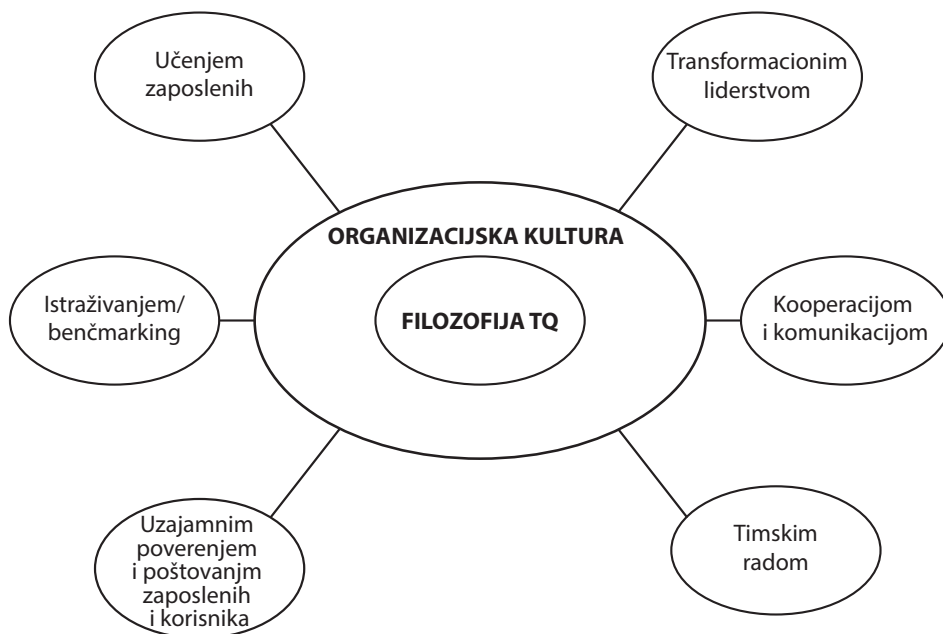 Učenjem
zaposlenih
Transformacionim
liderstvom
ORGANIZACIJSKA KULTURA
FILOZOFIJA TQ
Istraživanjem/
benčmarking
Kooperacijom
i komunikacijom
Uzajamnim
poverenjem
i poštovanjm
zaposlenih
i korisnika
Timskim
radom